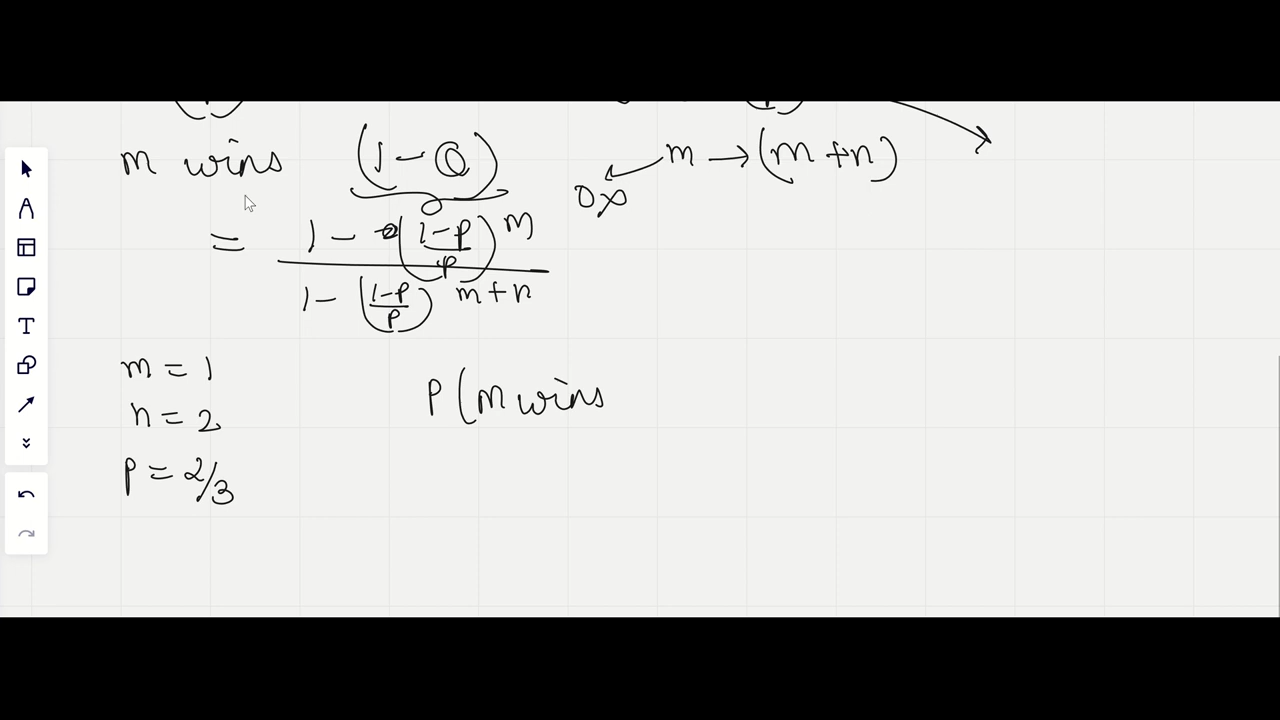 m wins (1 - Q)
m → (m+n)
0
= 1 - ((1-p)/p)^m
1 - ((1-p)/p)^m+n
m = 1
n = 2
p = 2/3
P(m wins
T